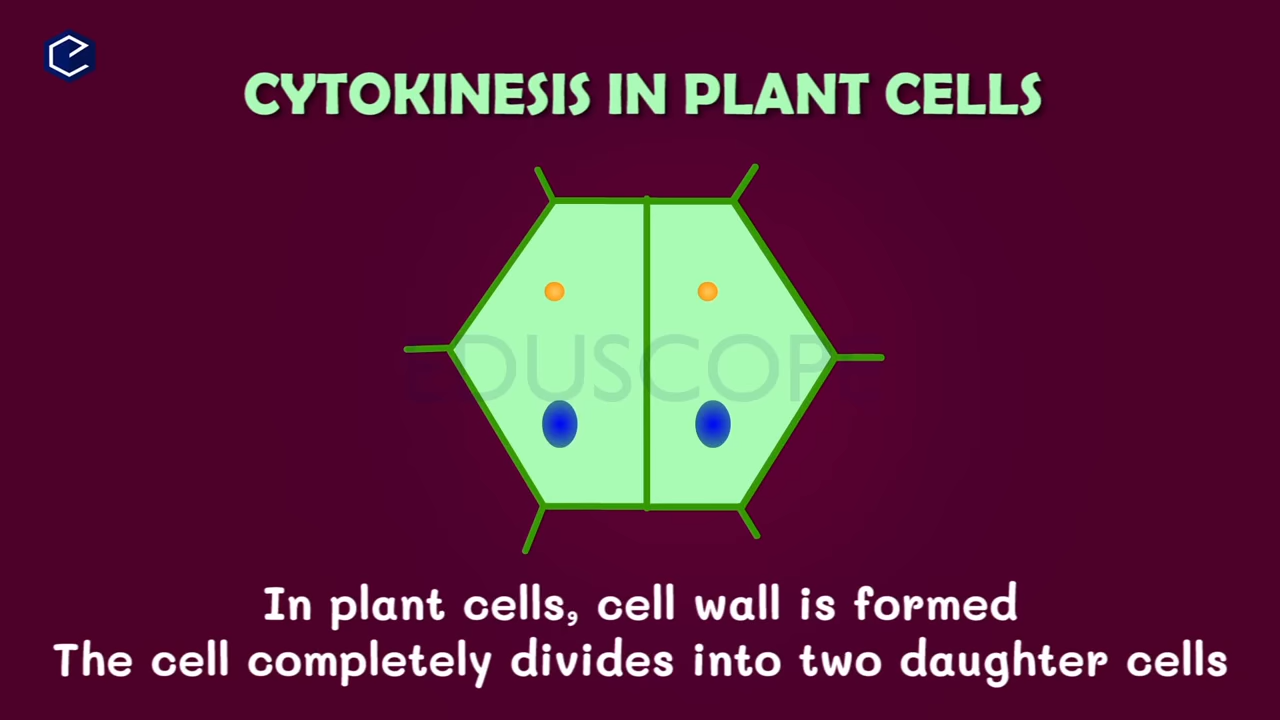 CYTOKINESIS IN PLANT CELLS
EDUSCOPE
In plant cells, cell wall is formed
The cell completely divides into two daughter cells